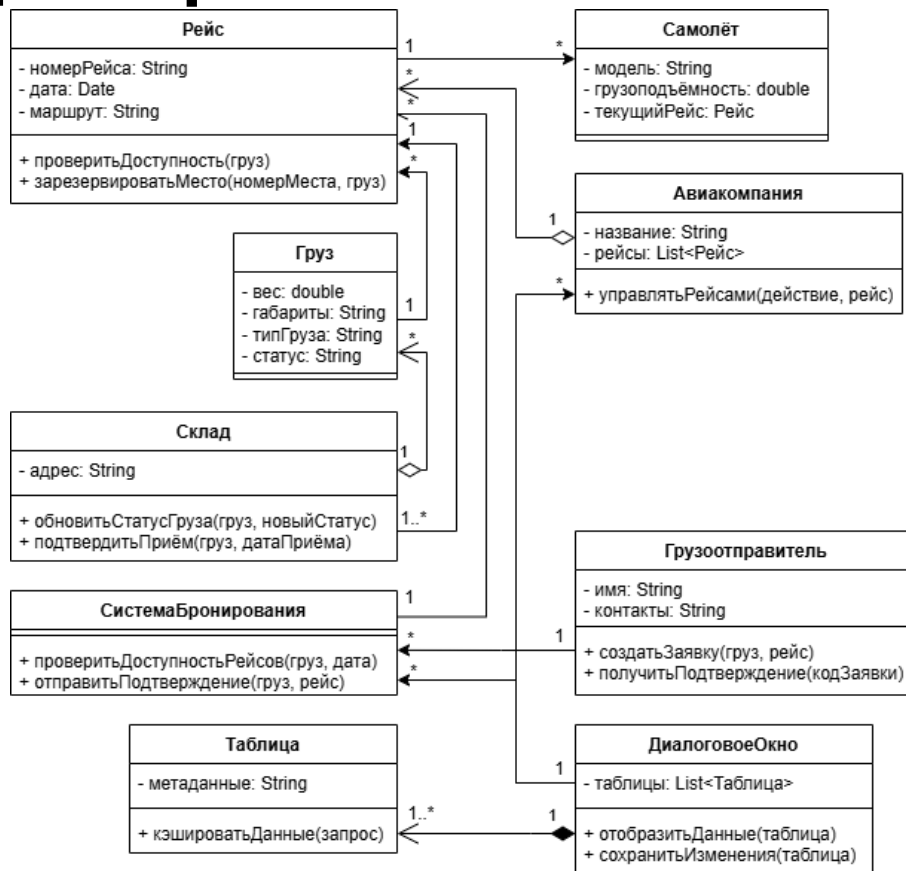 Рейс
- номерРейса: String
- дата: Date
- маршрут: String
+ проверитьДоступность(груз)
+ зарезервироватьМесто(номерМеста, груз)
1
*
*
*
1
*
Самолёт
- модель: String
- грузоподъёмность: double
- текущийРейс: Рейс
Авиакомпания
- название: String
- рейсы: List<Рейс>
+ управлятьРейсами(действие, рейс)
1
*
Груз
- вес: double
- габариты: String
- типГруза: String
- статус: String
1
*
Склад
- адрес: String
+ обновитьСтатусГруза(груз, новыйСтатус)
+ подтвердитьПриём(груз, датаПриёма)
1
1..*
СистемаБронирования
+ проверитьДоступностьРейсов(груз, дата)
+ отправитьПодтверждение(груз, рейс)
1
*
*
Грузоотправитель
- имя: String
- контакты: String
+ создатьЗаявку(груз, рейс)
+ получитьПодтверждение(кодЗаявки)
1
Таблица
- метаданные: String
+ кэшироватьДанные(запрос)
1..*
ДиалоговоеОкно
- таблицы: List<Таблица>
+ отобразитьДанные(таблица)
+ сохранитьИзменения(таблица)
1
1